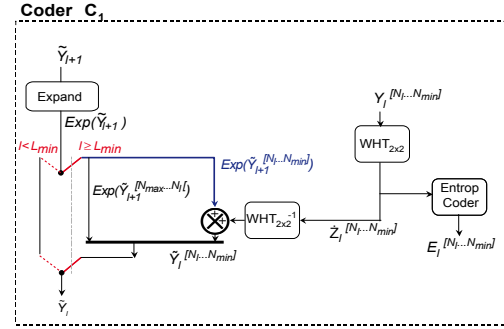 Coder C₁
Ỹₗ₊₁
Expand
Exp(Ỹₗ₊₁)
l < Lmin
l ≥ Lmin
Exp(Ỹₗ₊₁ [Nmax...Nₗ[)
Exp(Ỹₗ₊₁ [Nₗ...Nmin])
Yₗ [Nₗ...Nmin]
WHT₂ₓ₂
Entrop
Coder
+
+
WHT₂ₓ₂⁻¹
Żₗ [Nₗ...Nmin]
Eₗ [Nₗ...Nmin]
Ỹₗ [Nₗ...Nmin]
Ỹₗ